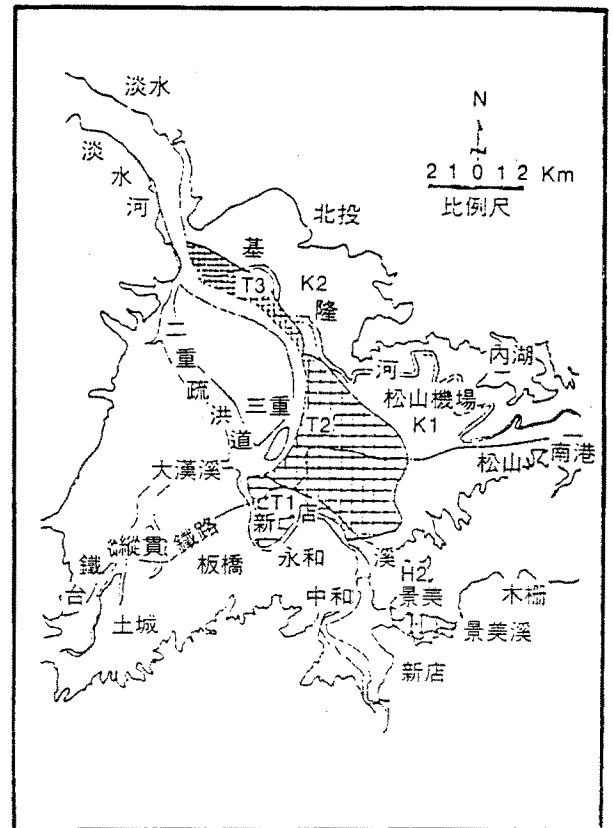 淡水
淡水河
N
2 1 0 1 2 Km
比例尺
北投
基隆河
T3
K2
二重疏洪道
三重
T2
內湖
松山機場
K1
松山
南港
大漢溪
T1
新店溪
縱貫鐵路
板橋
永和
H2
景美
木柵
中和
景美溪
土城
新店